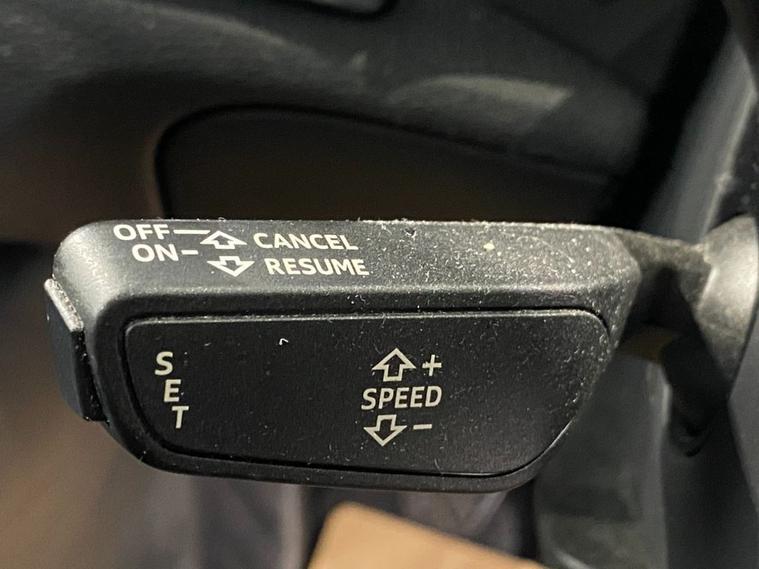 OFF CANCEL
ON RESUME
SET
+
SPEED
-